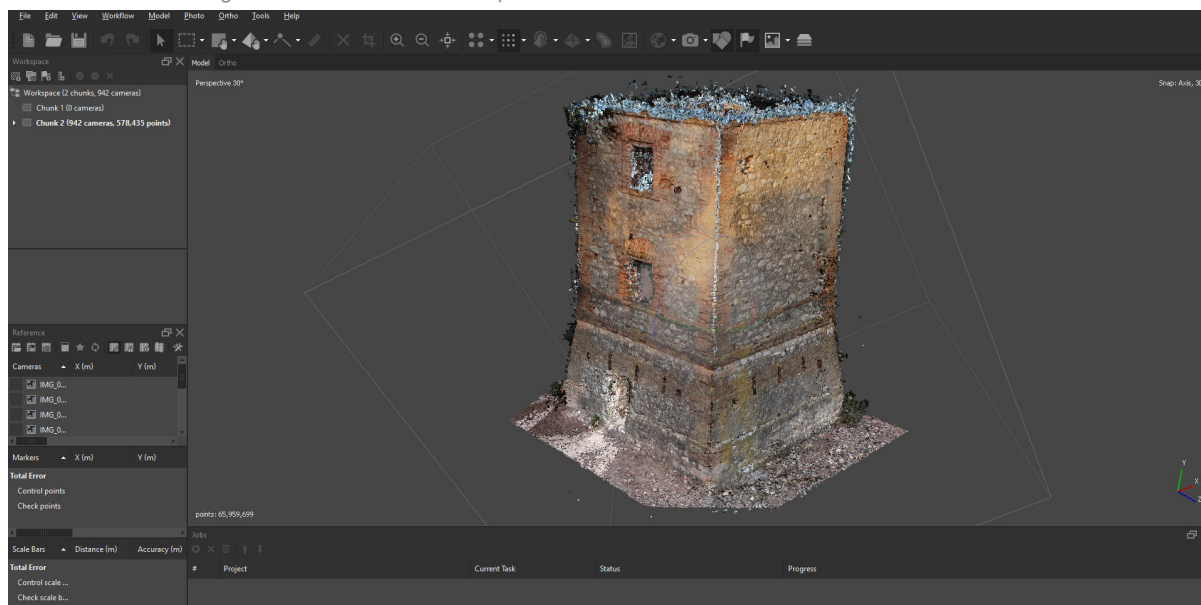 File Edit View Workflow Model Photo Ortho Tools Help
Workspace
Model Ortho
Perspective 30°
Snap: Axis, 3D
Workspace (2 chunks, 942 cameras)
Chunk 1 (0 cameras)
Chunk 2 (942 cameras, 578,435 points)
Reference
Cameras X (m) Y (m)
IMG_0...
IMG_0...
IMG_0...
IMG_0...
Markers X (m) Y (m)
Total Error
Control points
Check points
points: 65,959,699
Y
X
Z
Scale Bars Distance (m) Accuracy (m)
Total Error
Control scale ...
Check scale b...
Jobs
# Project Current Task Status Progress